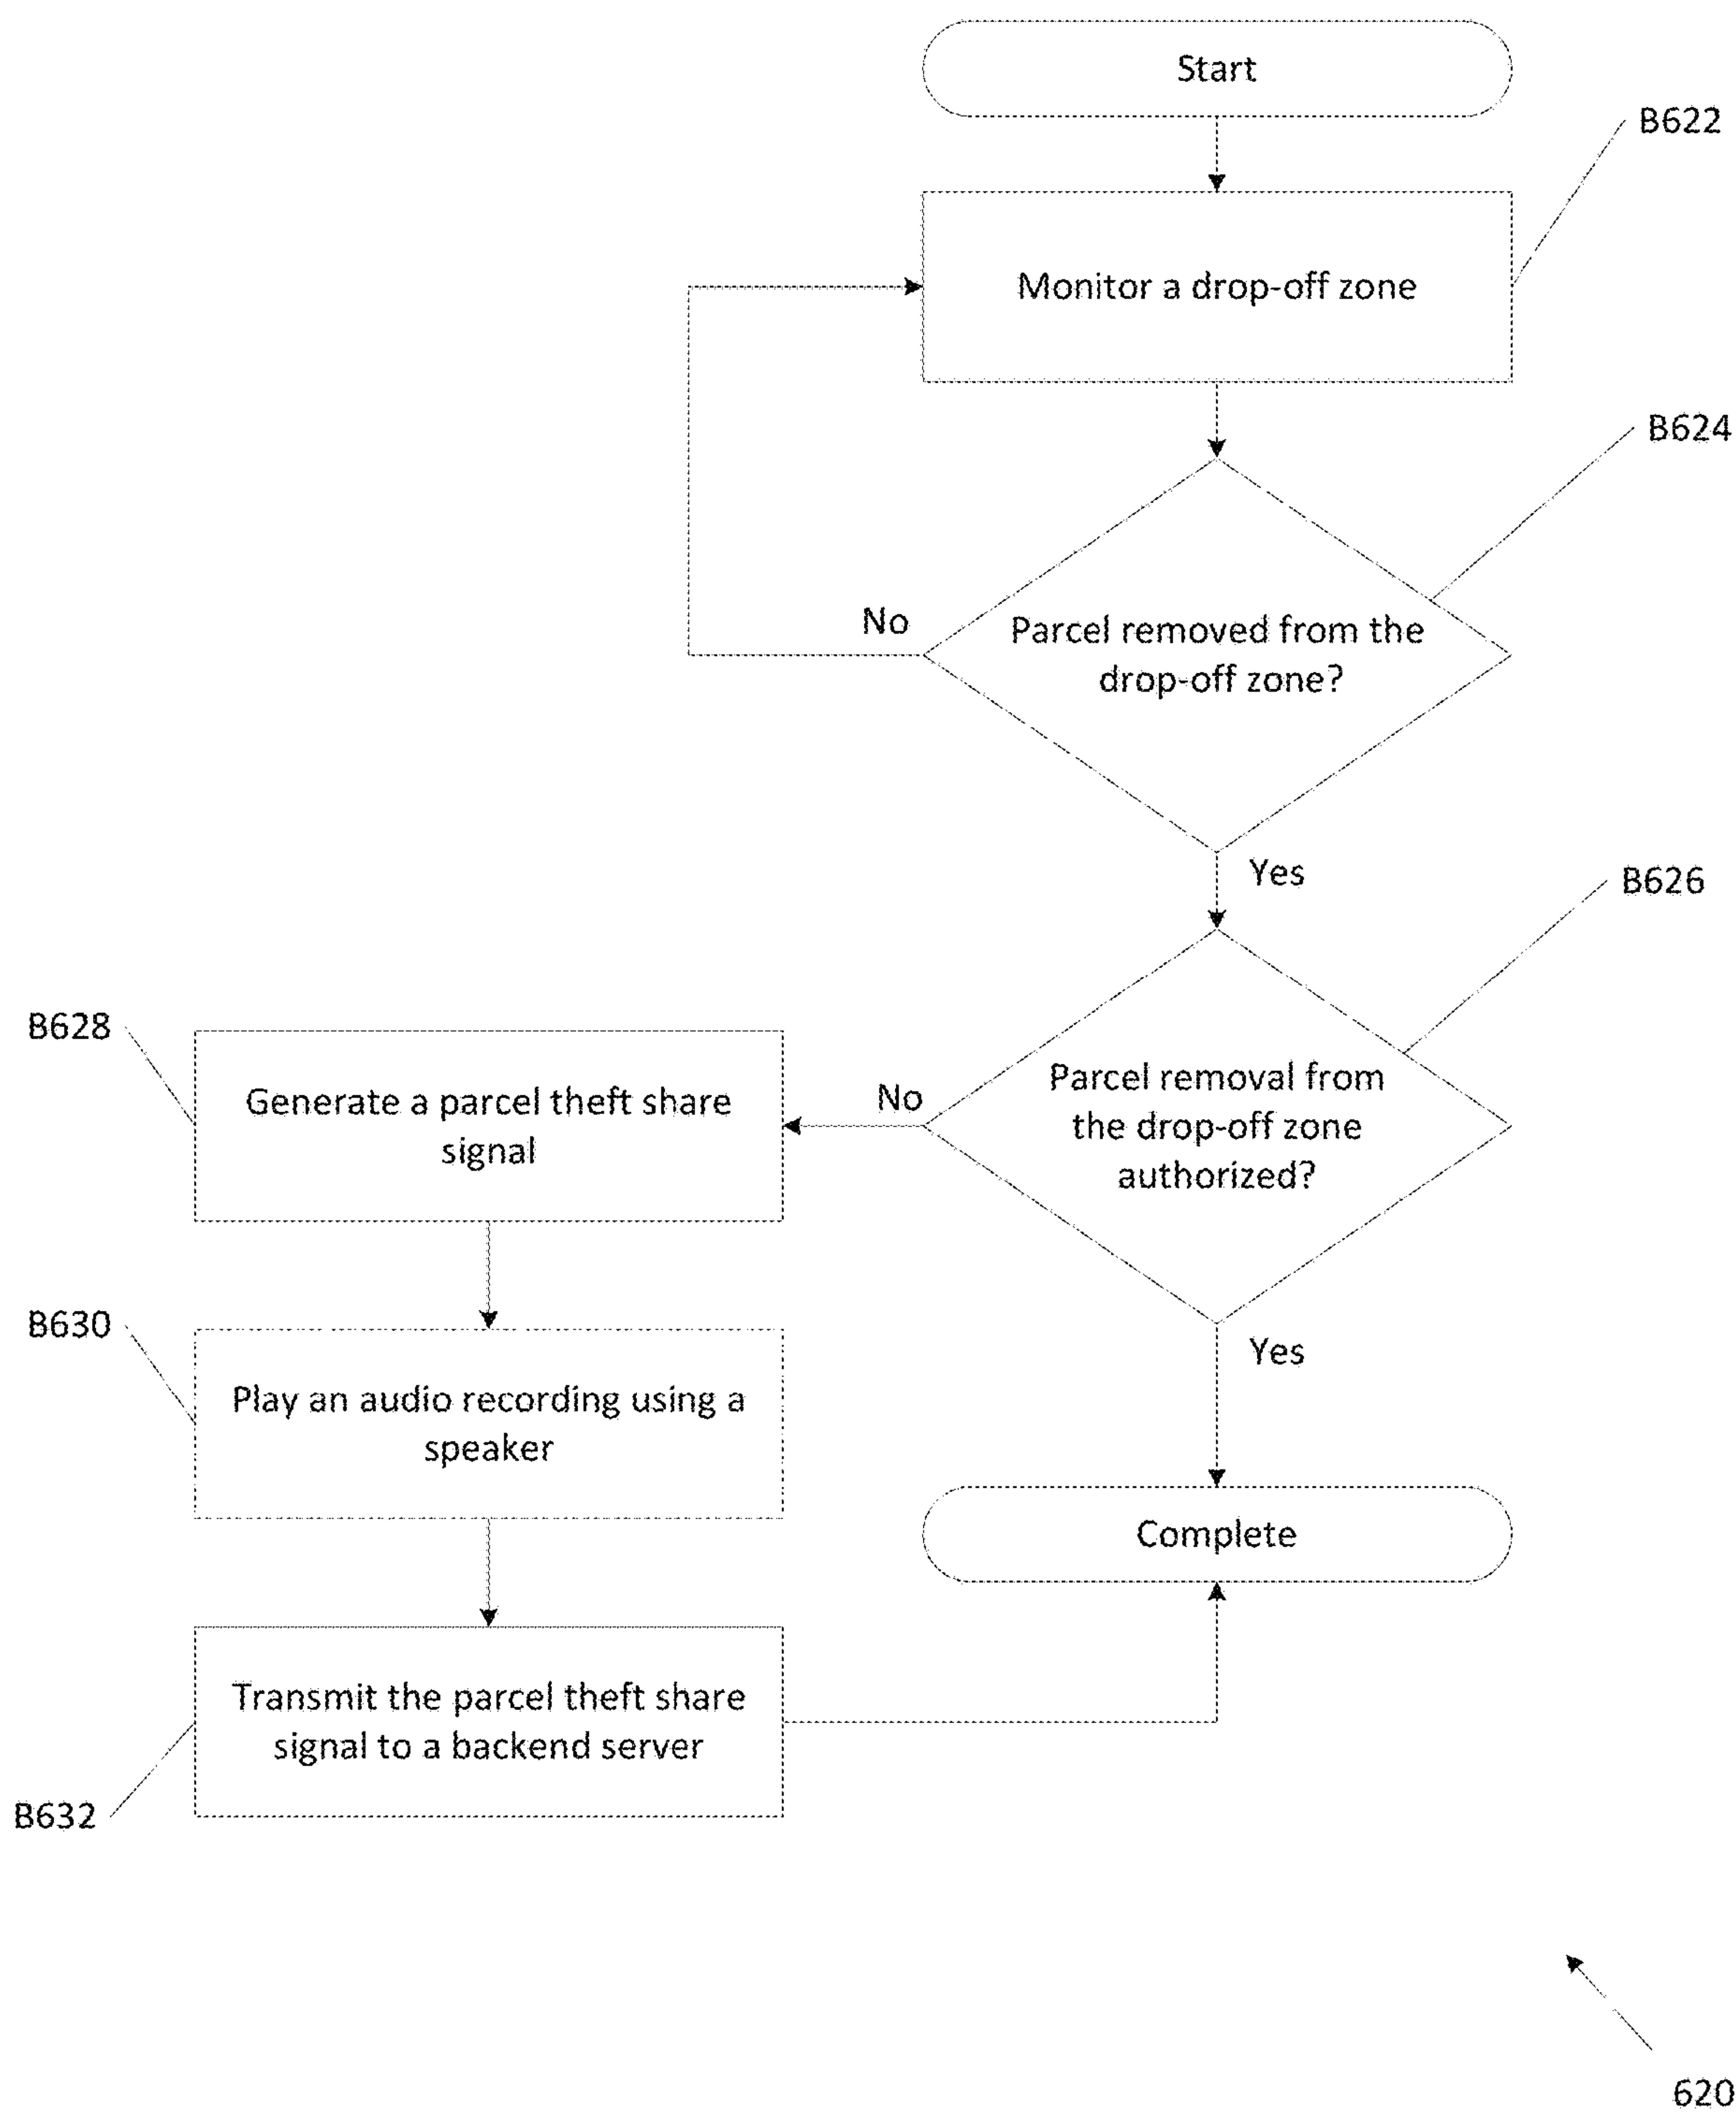 Start
B622
Monitor a drop-off zone
B624
No
Parcel removed from the
drop-off zone?
Yes
B626
B628
Generate a parcel theft share
signal
No
Parcel removal from
the drop-off zone
authorized?
B630
Play an audio recording using a
speaker
Yes
Complete
Transmit the parcel theft share
signal to a backend server
B632
620